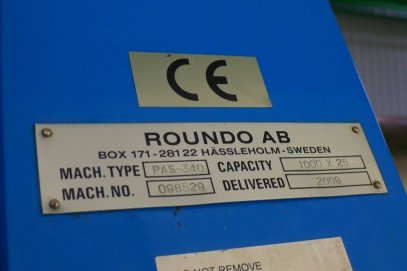 CE
ROUNDO AB
BOX 171-28122 HÄSSLEHOLM-SWEDEN
MACH.TYPE PAS-340 CAPACITY 1000 X 25
MACH.NO. 098529 DELIVERED 2009
NOT REMOVE